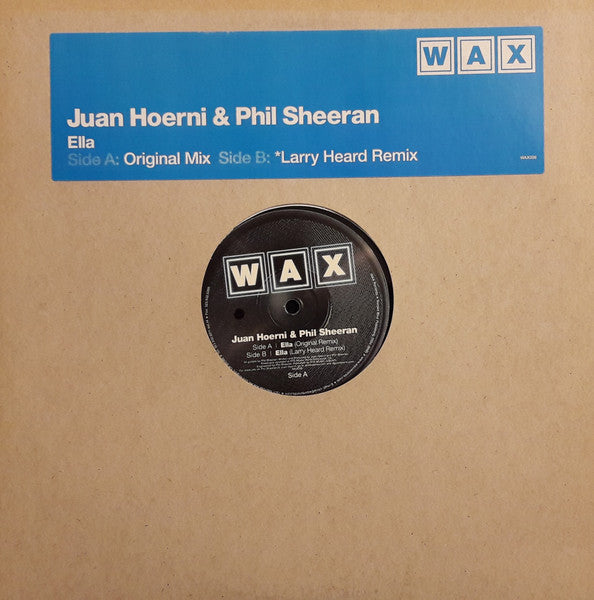 WAX
Juan Hoerni & Phil Sheeran
Ella
Side A: Original Mix Side B: *Larry Heard Remix
WAX
Juan Hoerni & Phil Sheeran
Side A | Ella (Original Remix)
Side B | Ella (Larry Heard Remix)
Side A